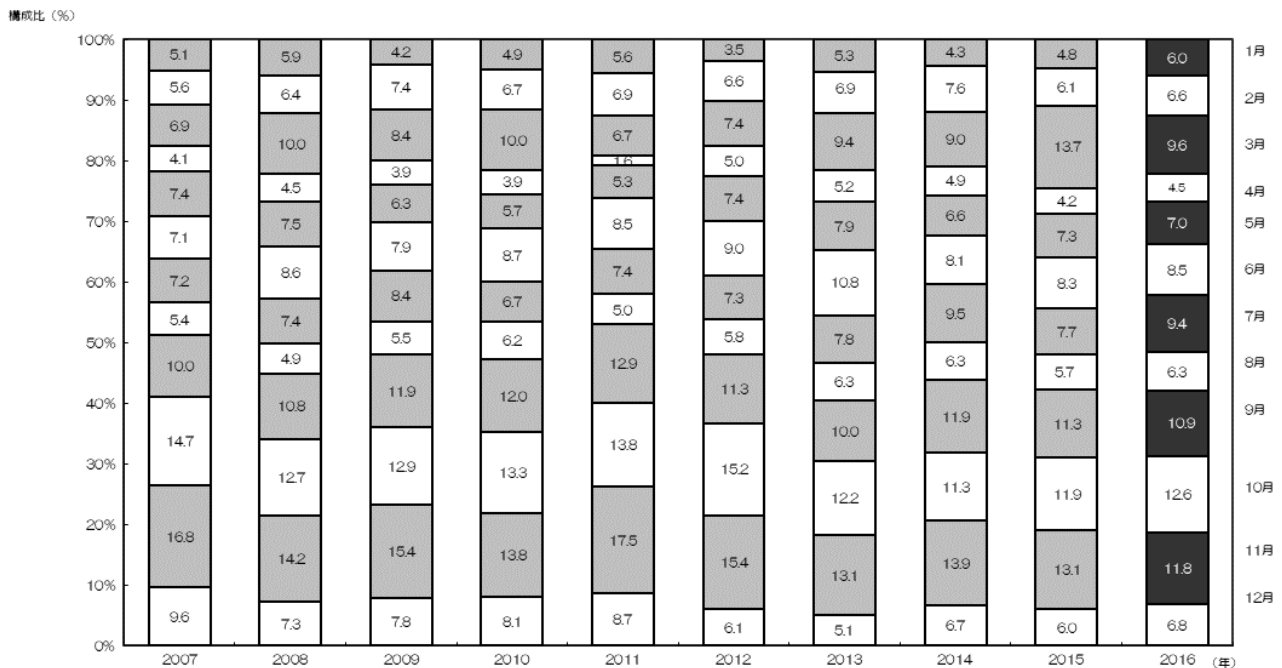 構成比（％）
100%
90%
80%
70%
60%
50%
40%
30%
20%
10%
0%
5.1 5.9 4.2 4.9 5.6 3.5 5.3 4.3 4.8 6.0 1月
5.6 6.4 7.4 6.7 6.9 6.6 6.9 7.6 6.1 6.6 2月
6.9 10.0 8.4 10.0 6.7 7.4 9.4 9.0 13.7 9.6 3月
4.1 4.5 3.9 3.9 1.6 5.0 5.2 4.9 4.2 4.5 4月
7.4 7.5 6.3 5.7 5.3 7.4 7.9 6.6 7.3 7.0 5月
7.1 8.6 7.9 8.7 8.5 9.0 10.8 8.1 8.3 8.5 6月
7.2 7.4 8.4 6.7 7.4 7.3 7.8 9.5 7.7 9.4 7月
5.4 4.9 5.5 6.2 5.0 5.8 6.3 6.3 5.7 6.3 8月
10.0 10.8 11.9 12.0 12.9 11.3 10.0 11.9 11.3 10.9 9月
14.7 12.7 12.9 13.3 13.8 15.2 12.2 11.3 11.9 12.6 10月
16.8 14.2 15.4 13.8 17.5 15.4 13.1 13.9 13.1 11.8 11月
9.6 7.3 7.8 8.1 8.7 6.1 5.1 6.7 6.0 6.8 12月
2007 2008 2009 2010 2011 2012 2013 2014 2015 2016 (年)